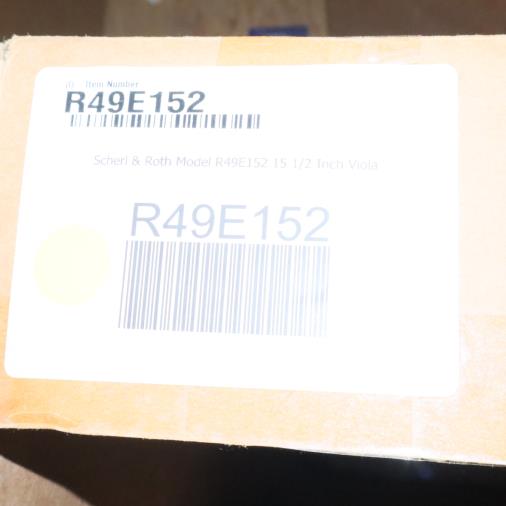 Item Number
R49E152
Scherl & Roth Model R49E152 15 1/2 Inch Viola
R49E152